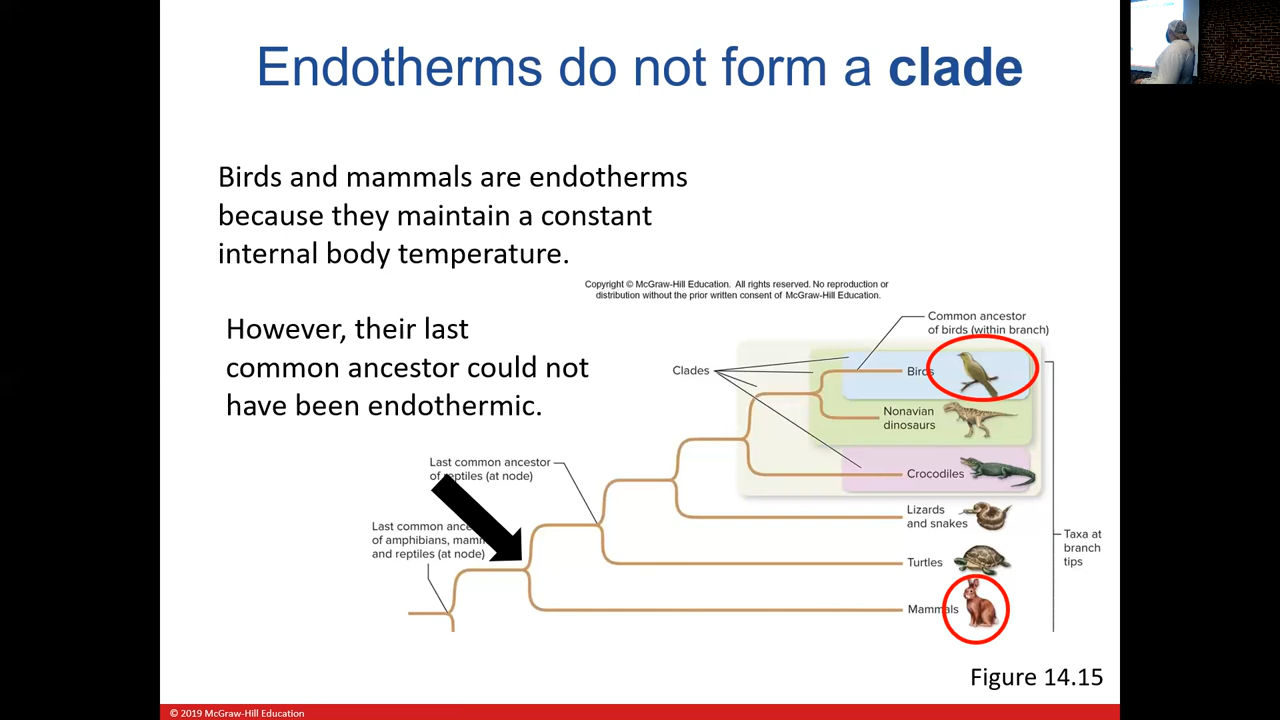 Endotherms do not form a clade
Birds and mammals are endotherms
because they maintain a constant
internal body temperature.
However, their last
common ancestor could not
have been endothermic.
Copyright © McGraw-Hill Education. All rights reserved. No reproduction or
distribution without the prior written consent of McGraw-Hill Education.
Common ancestor
of birds (within branch)
Clades
Birds
Nonavian
dinosaurs
Last common ancestor
of reptiles (at node)
Crocodiles
Lizards
and snakes
Last common
of amphibians,
and reptiles (at node)
Taxa at
branch
tips
Turtles
Mammals
Figure 14.15
© 2019 McGraw-Hill Education